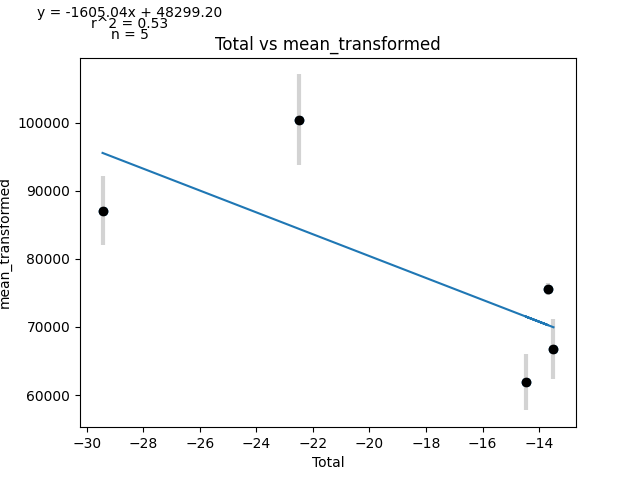 y = -1605.04x + 48299.20
r^2 = 0.53
n = 5
Total vs mean_transformed
100000
90000
80000
70000
60000
mean_transformed
−30 −28 −26 −24 −22 −20 −18 −16 −14
Total